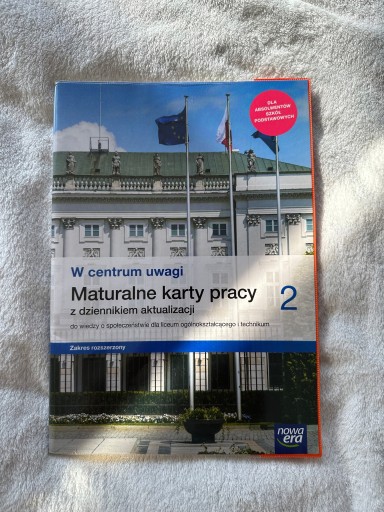 DLA
ABSOLWENTÓW
SZKÓŁ
PODSTAWOWYCH
W centrum uwagi
Maturalne karty pracy 2
z dziennikiem aktualizacji
do wiedzy o społeczeństwie dla liceum ogólnokształcącego i technikum
Zakres rozszerzony
nowa
era